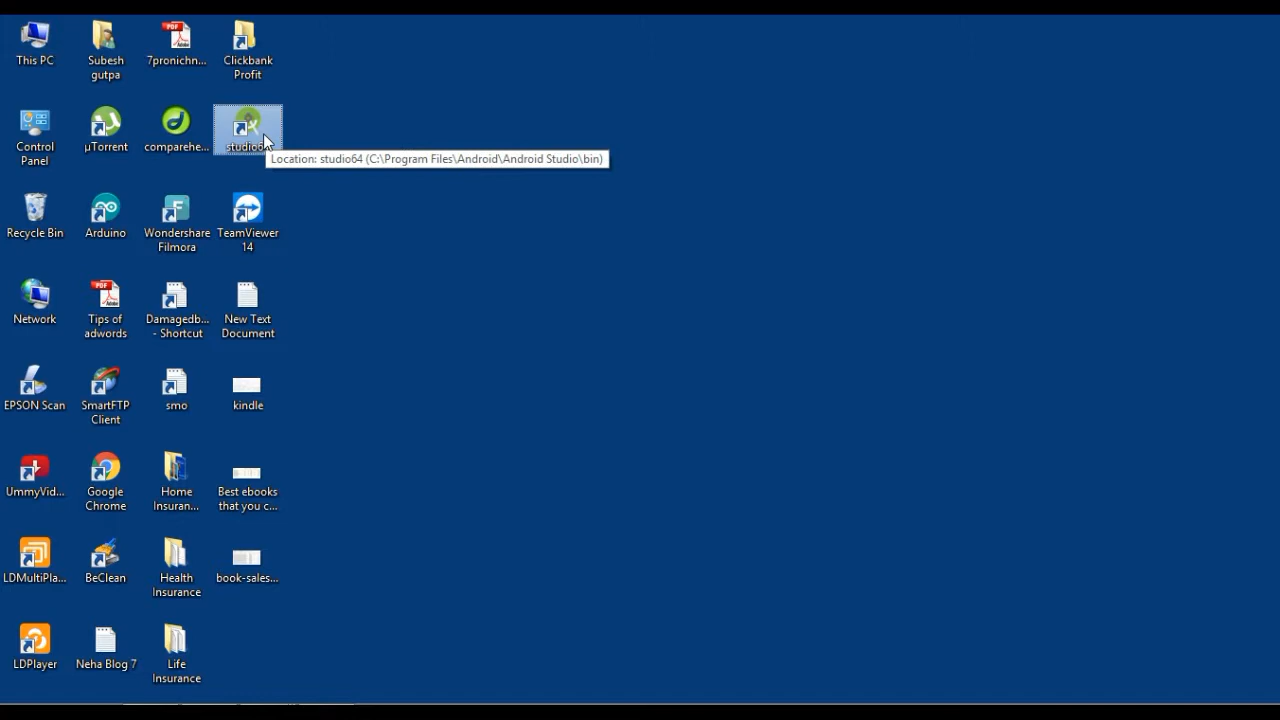 This PC
Subesh
gutpa
7pronichn...
Clickbank
Profit
Control
Panel
µTorrent
comparehe...
studio6
Location: studio64 (C:\Program Files\Android\Android Studio\bin)
Recycle Bin
Arduino
Wondershare
Filmora
TeamViewer
14
Network
Tips of
adwords
Damagedb...
- Shortcut
New Text
Document
EPSON Scan
SmartFTP
Client
smo
kindle
UmmyVid...
Google
Chrome
Home
Insuran...
Best ebooks
that you c...
LDMultiPla...
BeClean
Health
Insurance
book-sales...
LDPlayer
Neha Blog 7
Life
Insurance